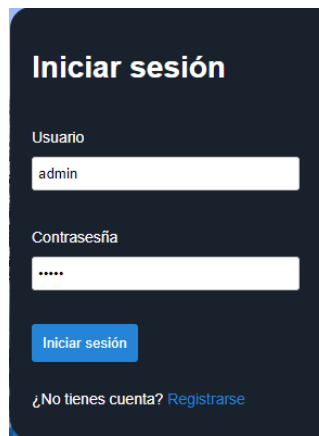 Iniciar sesión
Usuario
admin
Contrasesña
•••••
Iniciar sesión
¿No tienes cuenta? Registrarse